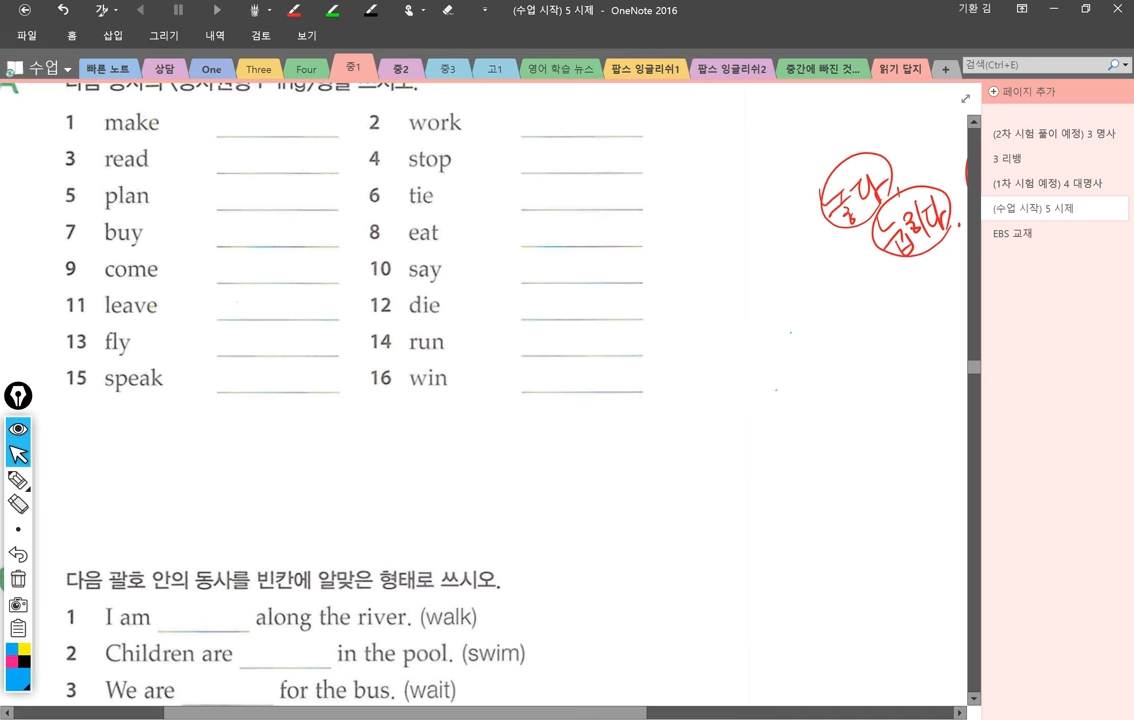 (수업 시작) 5 시제 - OneNote 2016
기환 김
파일 홈 삽입 그리기 내역 검토 보기
수업
빠른 노트 상담 One Three Four 중1 중2 중3 고1 영어 학습 뉴스 팝스 잉글리쉬1 팝스 잉글리쉬2 중간에 빠진 것... 읽기 답지 +
검색(Ctrl+E)
페이지 추가
(2차 시험 풀이 예정) 3 명사
3 리뱅
(1차 시험 예정) 4 대명사
(수업 시작) 5 시제
EBS 교재
1 make 2 work
3 read 4 stop
5 plan 6 tie
7 buy 8 eat
9 come 10 say
11 leave 12 die
13 fly 14 run
15 speak 16 win
다음 괄호 안의 동사를 빈칸에 알맞은 형태로 쓰시오.
1 I am ________ along the river. (walk)
2 Children are ________ in the pool. (swim)
3 We are ________ for the bus. (wait)